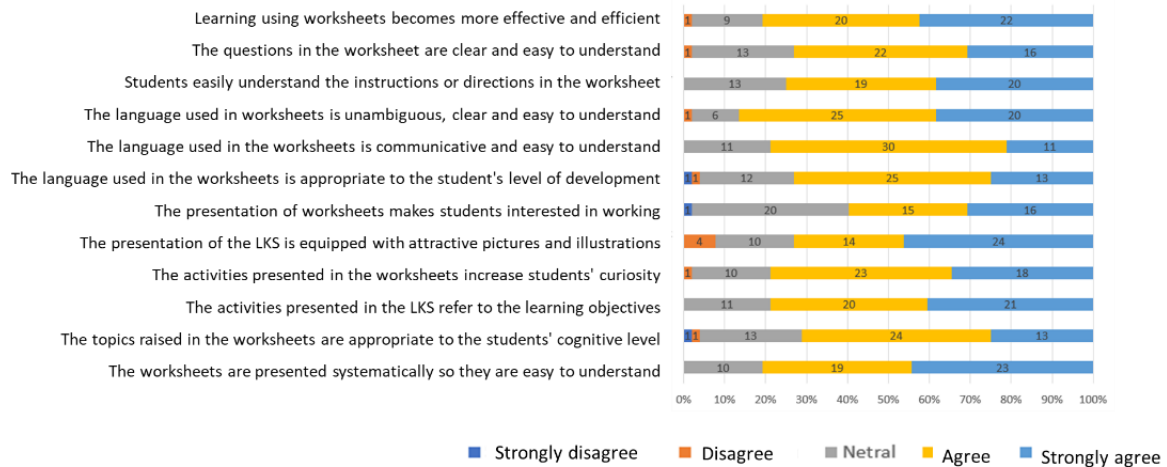 Learning using worksheets becomes more effective and efficient
1 9 20 22
The questions in the worksheet are clear and easy to understand
1 13 22 16
Students easily understand the instructions or directions in the worksheet
13 19 20
The language used in worksheets is unambiguous, clear and easy to understand
1 6 25 20
The language used in the worksheets is communicative and easy to understand
11 30 11
The language used in the worksheets is appropriate to the student's level of development
1 1 12 25 13
The presentation of worksheets makes students interested in working
1 20 15 16
The presentation of the LKS is equipped with attractive pictures and illustrations
4 10 14 24
The activities presented in the worksheets increase students' curiosity
1 10 23 18
The activities presented in the LKS refer to the learning objectives
11 20 21
The topics raised in the worksheets are appropriate to the students' cognitive level
1 1 13 24 13
The worksheets are presented systematically so they are easy to understand
10 19 23
0% 10% 20% 30% 40% 50% 60% 70% 80% 90% 100%
Strongly disagree Disagree Netral Agree Strongly agree